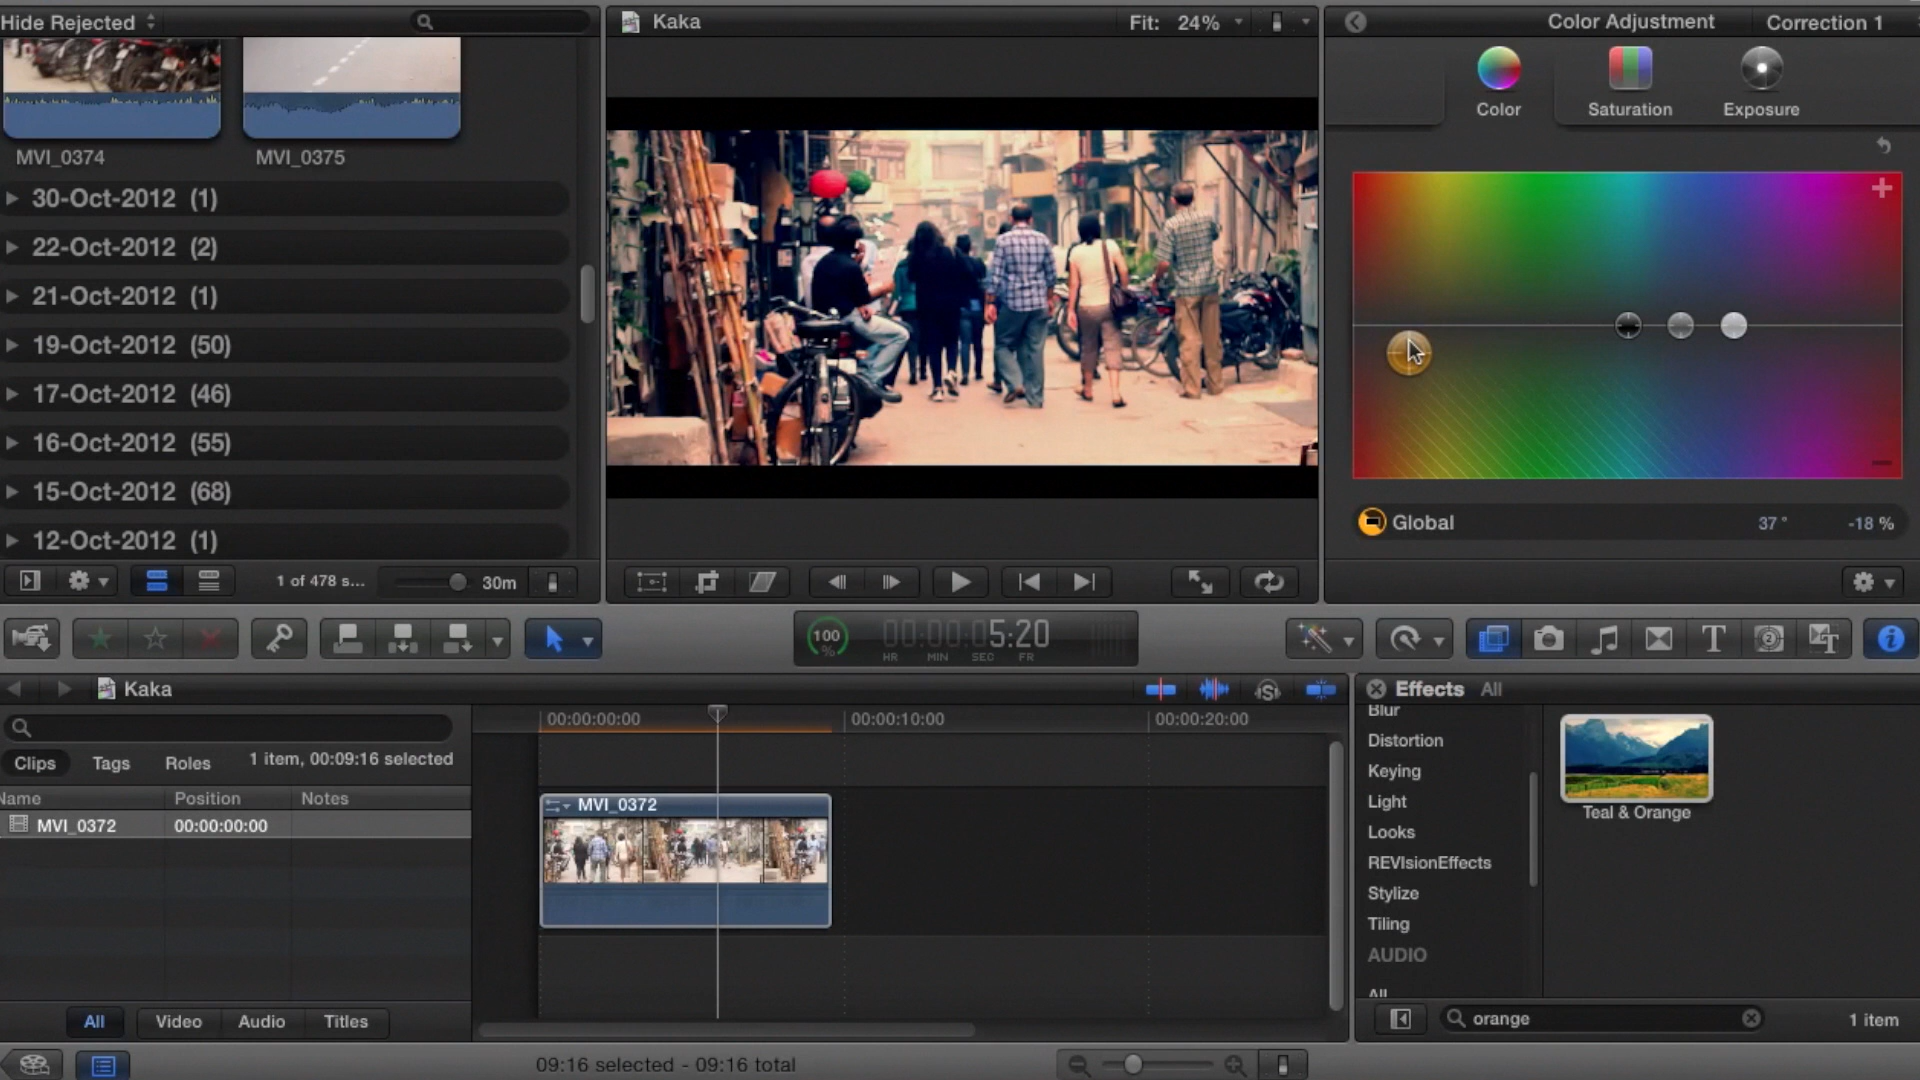 Hide Rejected
MVI_0374
MVI_0375
30-Oct-2012 (1)
22-Oct-2012 (2)
21-Oct-2012 (1)
19-Oct-2012 (50)
17-Oct-2012 (46)
16-Oct-2012 (55)
15-Oct-2012 (68)
12-Oct-2012 (1)
1 of 478 s...
30m
Kaka
Fit: 24%
Color Adjustment
Correction 1
Color
Saturation
Exposure
Global
37 °
-18 %
100 %
00:00:05:20
HR MIN SEC FR
Kaka
Clips
Tags
Roles
1 item, 00:09:16 selected
Name
Position
Notes
MVI_0372
00:00:00:00
All
Video
Audio
Titles
00:00:00:00
00:00:10:00
00:00:20:00
MVI_0372
Effects
All
Blur
Distortion
Keying
Light
Looks
REVIsionEffects
Stylize
Tiling
AUDIO
All
Teal & Orange
orange
1 item
09:16 selected - 09:16 total